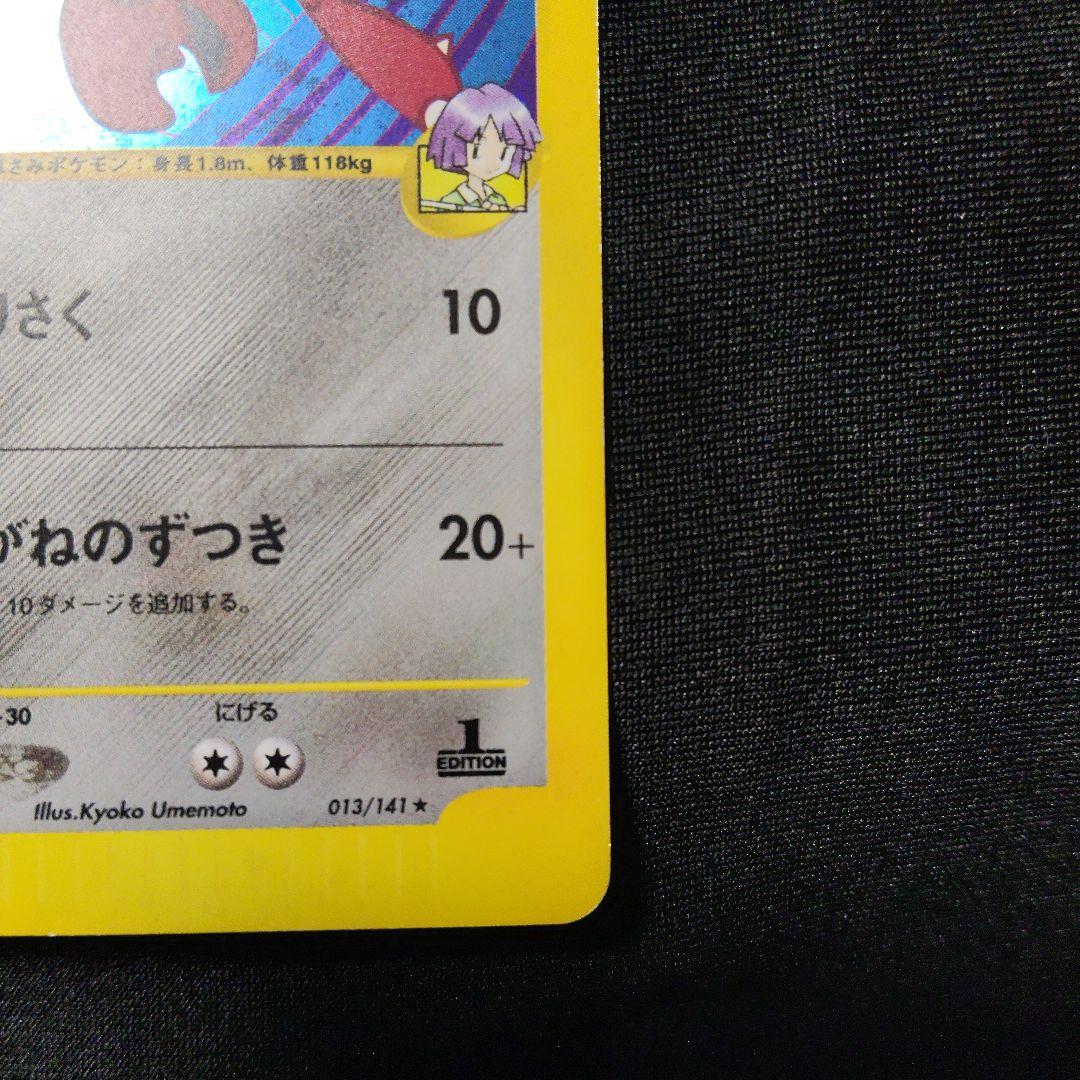 さみポケモン：身長1.8m、体重118kg
りさく 10
がねのずつき 20+
10ダメージを追加する。
-30 にげる
1
EDITION
Illus.Kyoko Umemoto 013/141★